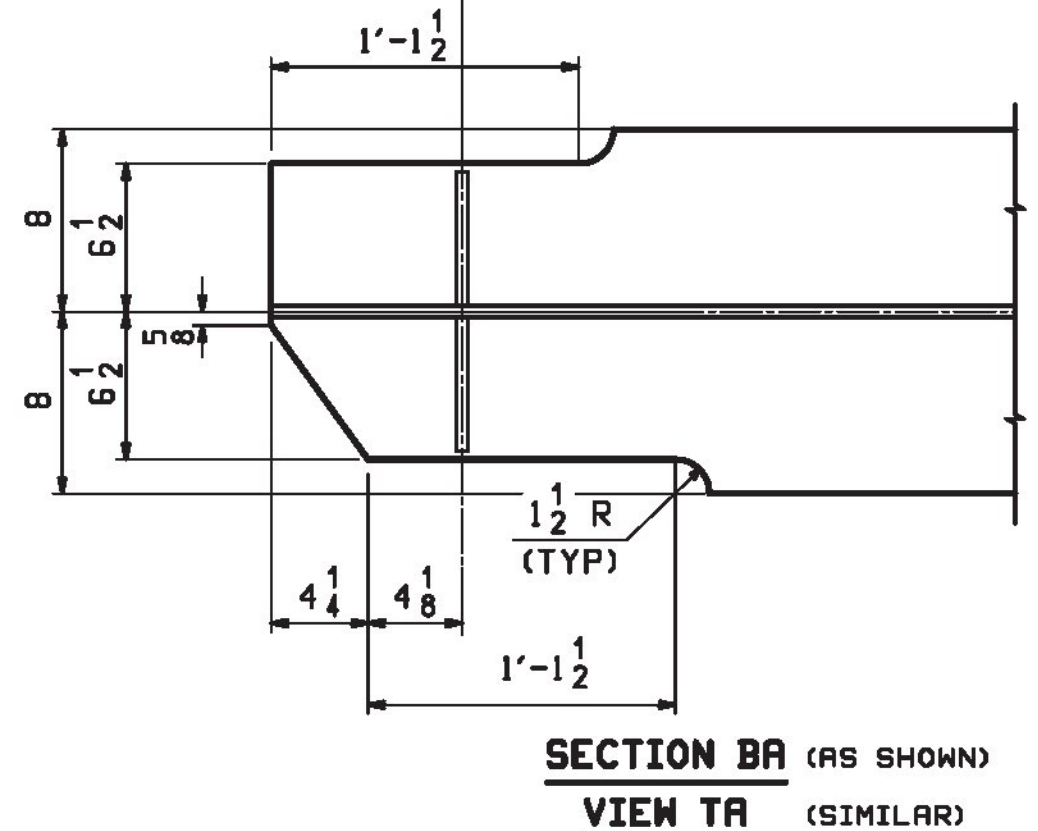 1'-1 1/2
8
6 1/2
5/8
6 1/2
8
1 1/2 R
(TYP)
4 1/4
4 1/8
1'-1 1/2
SECTION BA (AS SHOWN)
VIEW TA (SIMILAR)